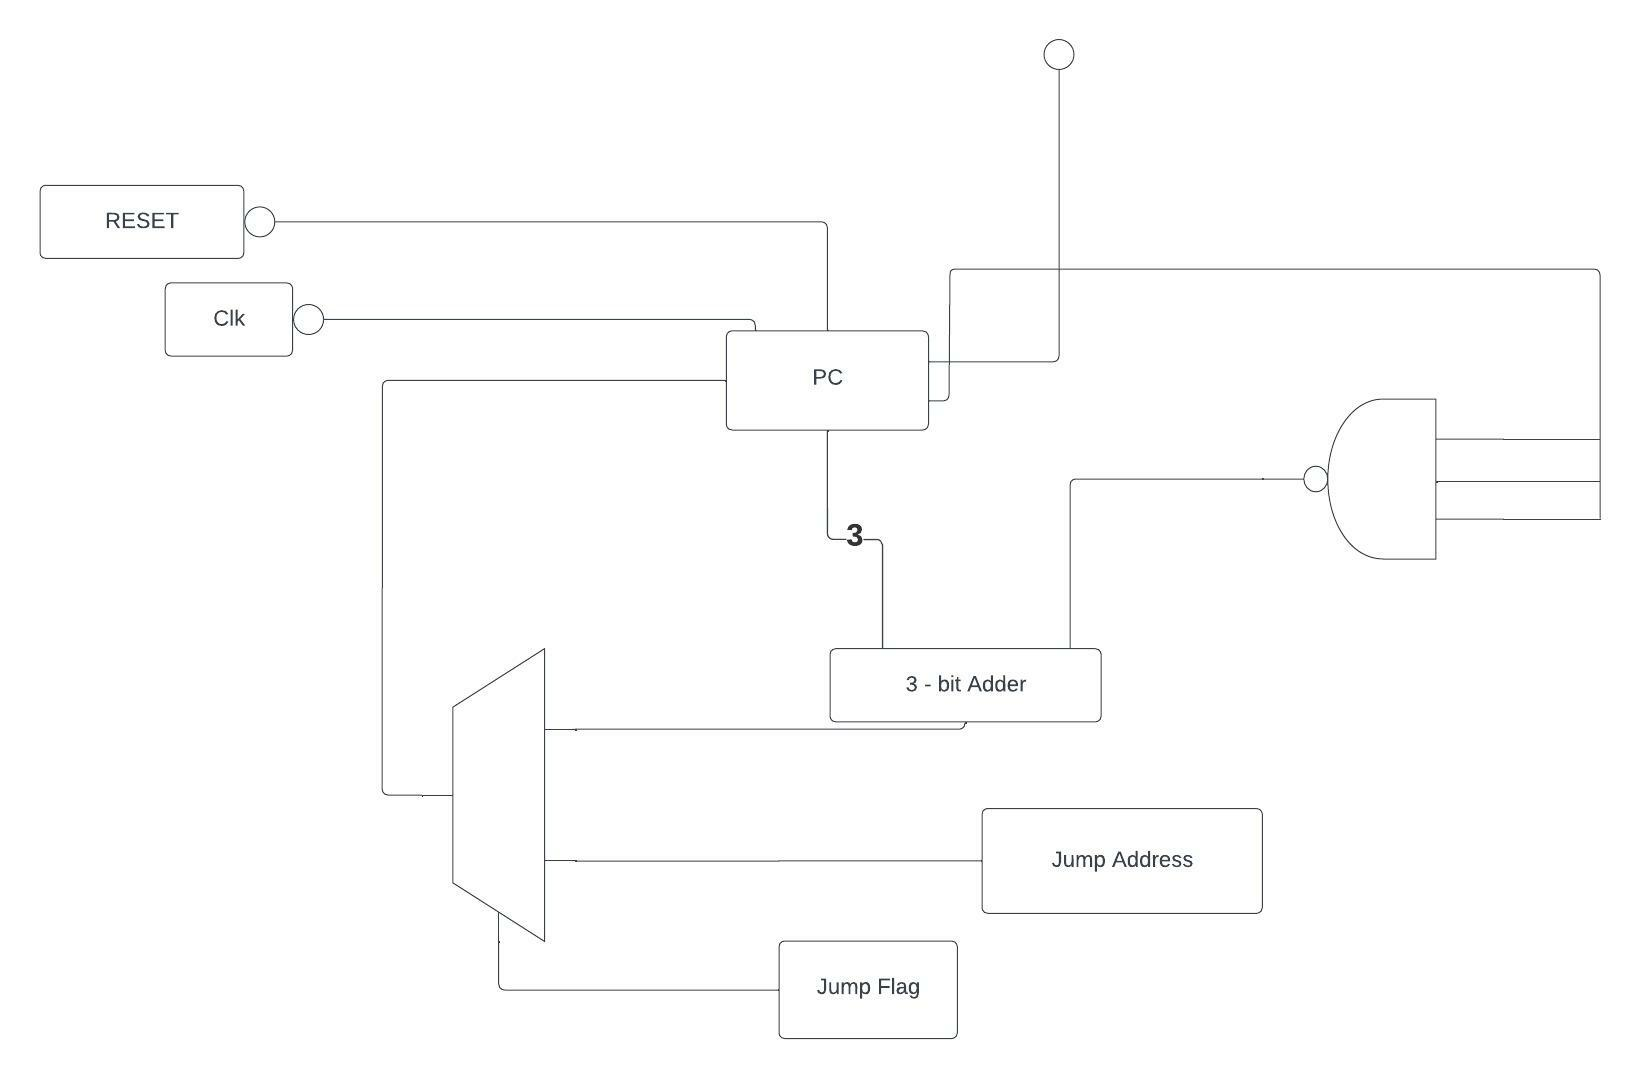 RESET
Clk
PC
3
3 - bit Adder
Jump Address
Jump Flag